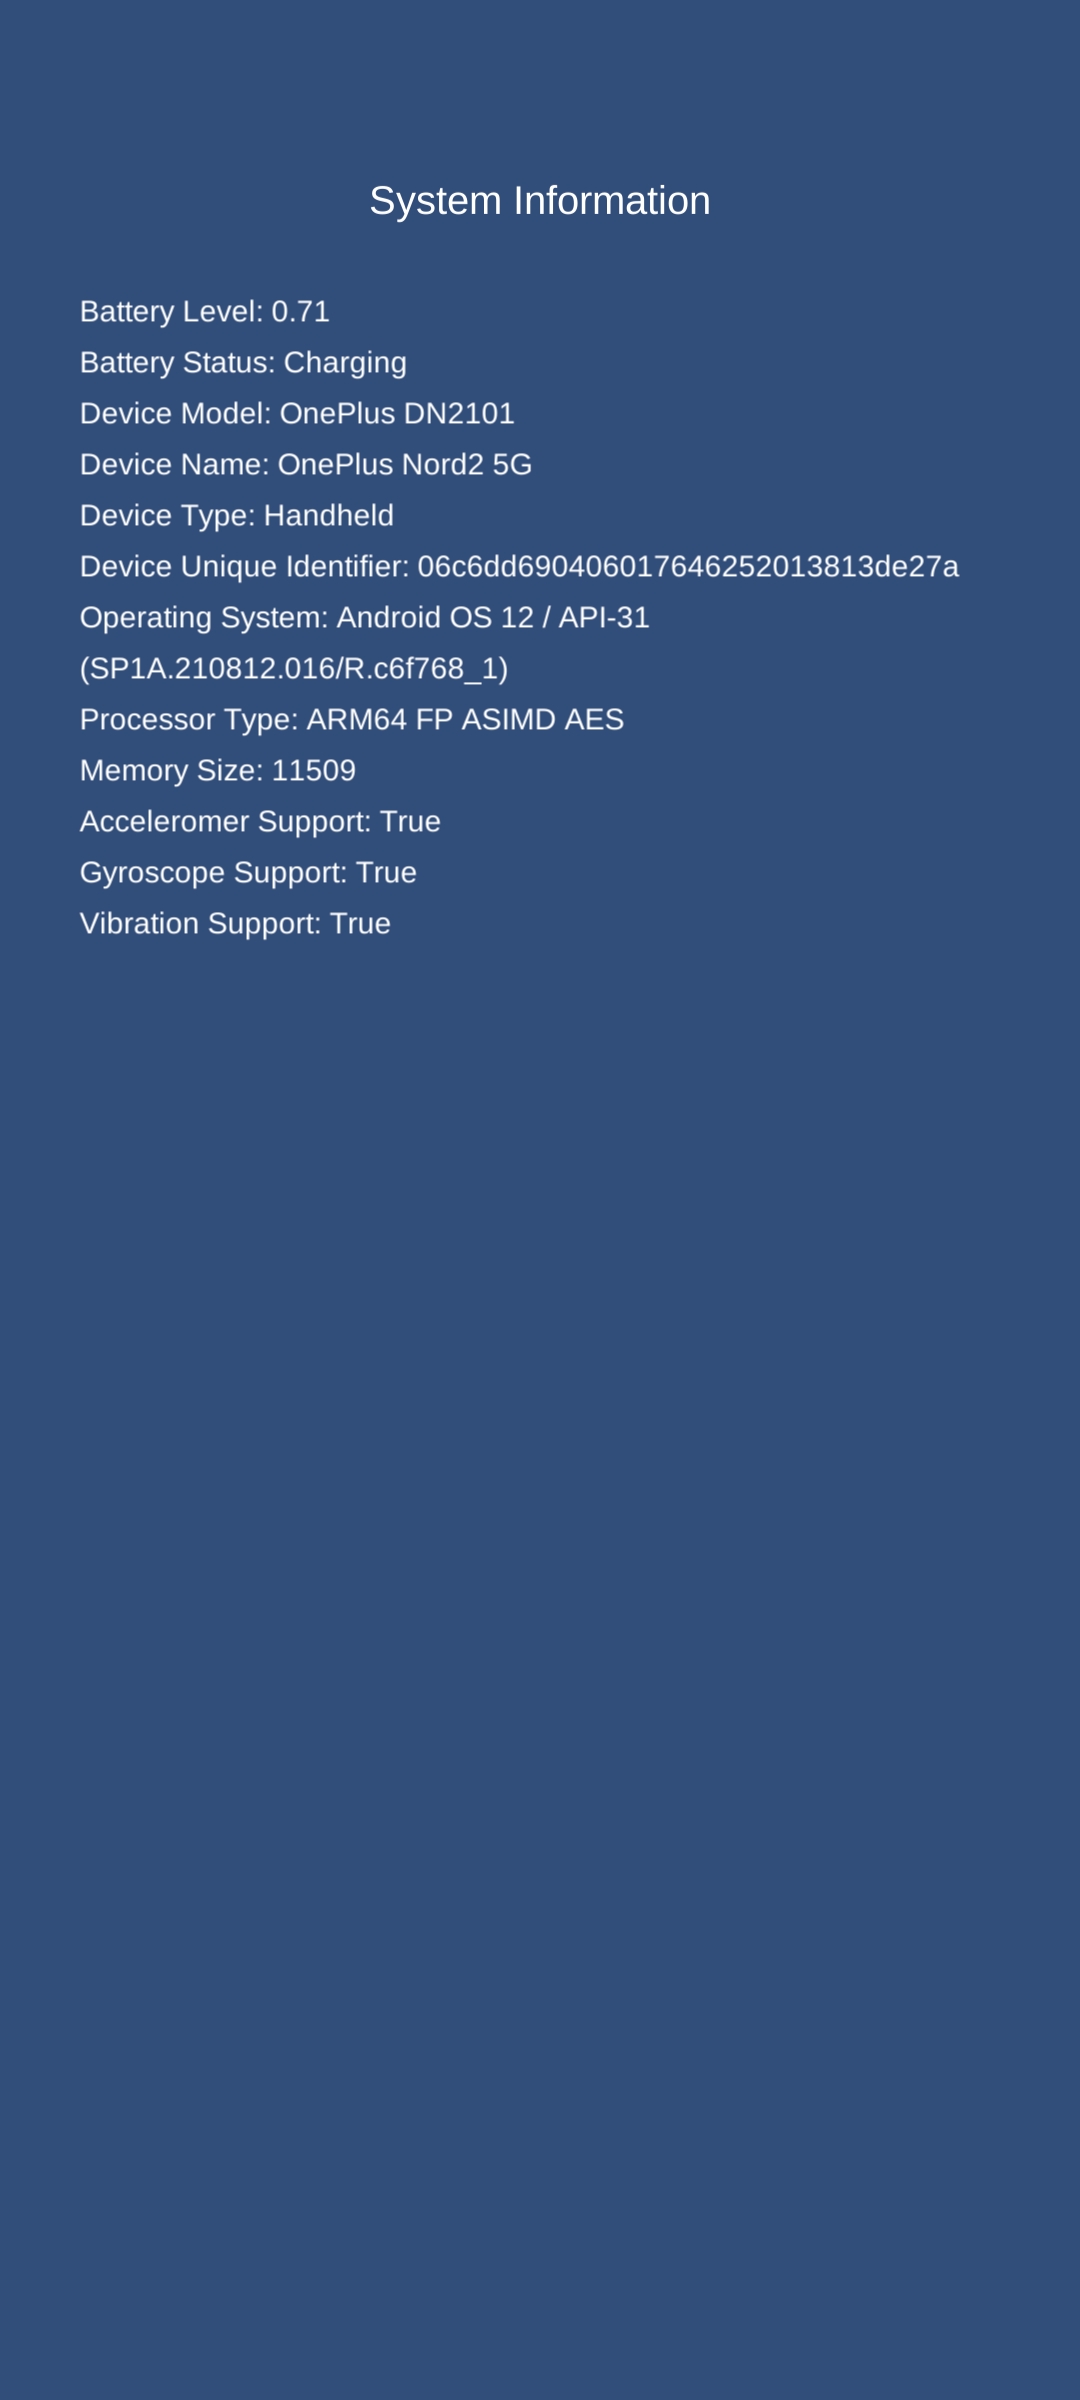 System Information
Battery Level: 0.71
Battery Status: Charging
Device Model: OnePlus DN2101
Device Name: OnePlus Nord2 5G
Device Type: Handheld
Device Unique Identifier: 06c6dd690406017646252013813de27a
Operating System: Android OS 12 / API-31
(SP1A.210812.016/R.c6f768_1)
Processor Type: ARM64 FP ASIMD AES
Memory Size: 11509
Acceleromer Support: True
Gyroscope Support: True
Vibration Support: True